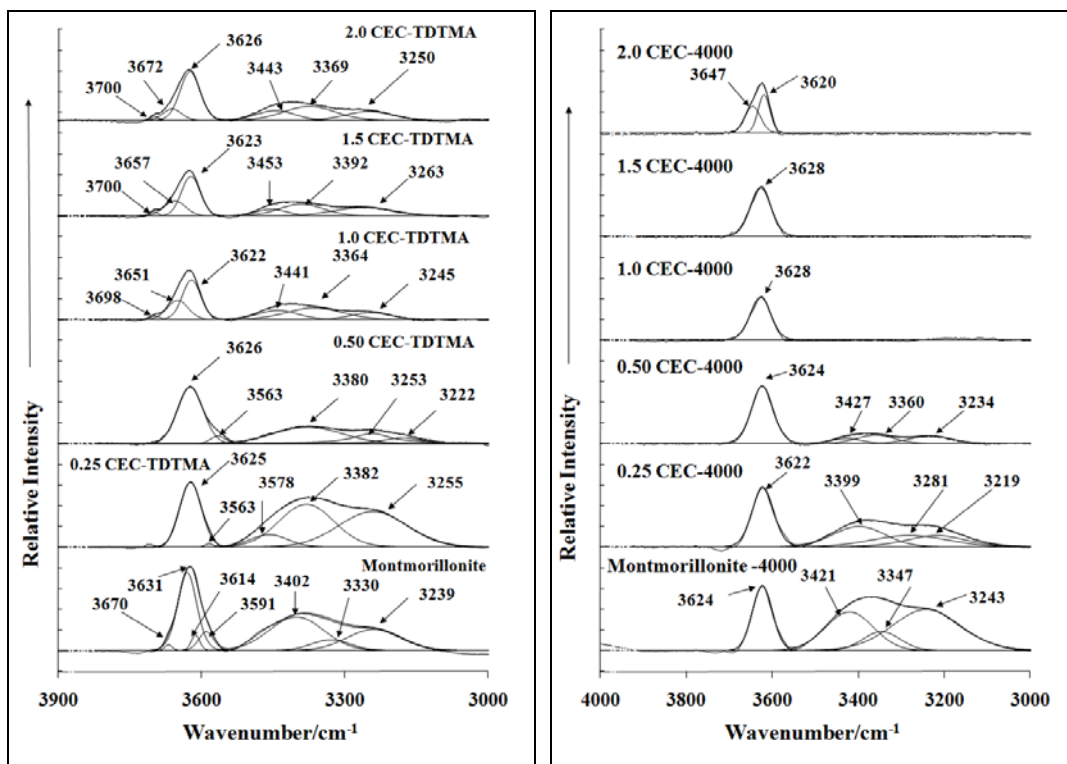 2.0 CEC-TDTMA
3626
3672
3443
3369
3250
3700
1.5 CEC-TDTMA
3623
3657
3453
3392
3263
3700
1.0 CEC-TDTMA
3622
3364
3651
3441
3245
3698
0.50 CEC-TDTMA
3626
3563
3380
3253
3222
0.25 CEC-TDTMA
3625
3578
3382
3255
3563
Montmorillonite
3631
3614
3402
3330
3239
3670
3591
Relative Intensity
3900 3600 3300 3000
Wavenumber/cm-1
2.0 CEC-4000
3647
3620
1.5 CEC-4000
3628
1.0 CEC-4000
3628
0.50 CEC-4000
3624
3427
3360
3234
0.25 CEC-4000
3622
3399
3281
3219
Montmorillonite -4000
3624
3421
3347
3243
Relative Intensity
4000 3800 3600 3400 3200 3000
Wavenumber/cm-1